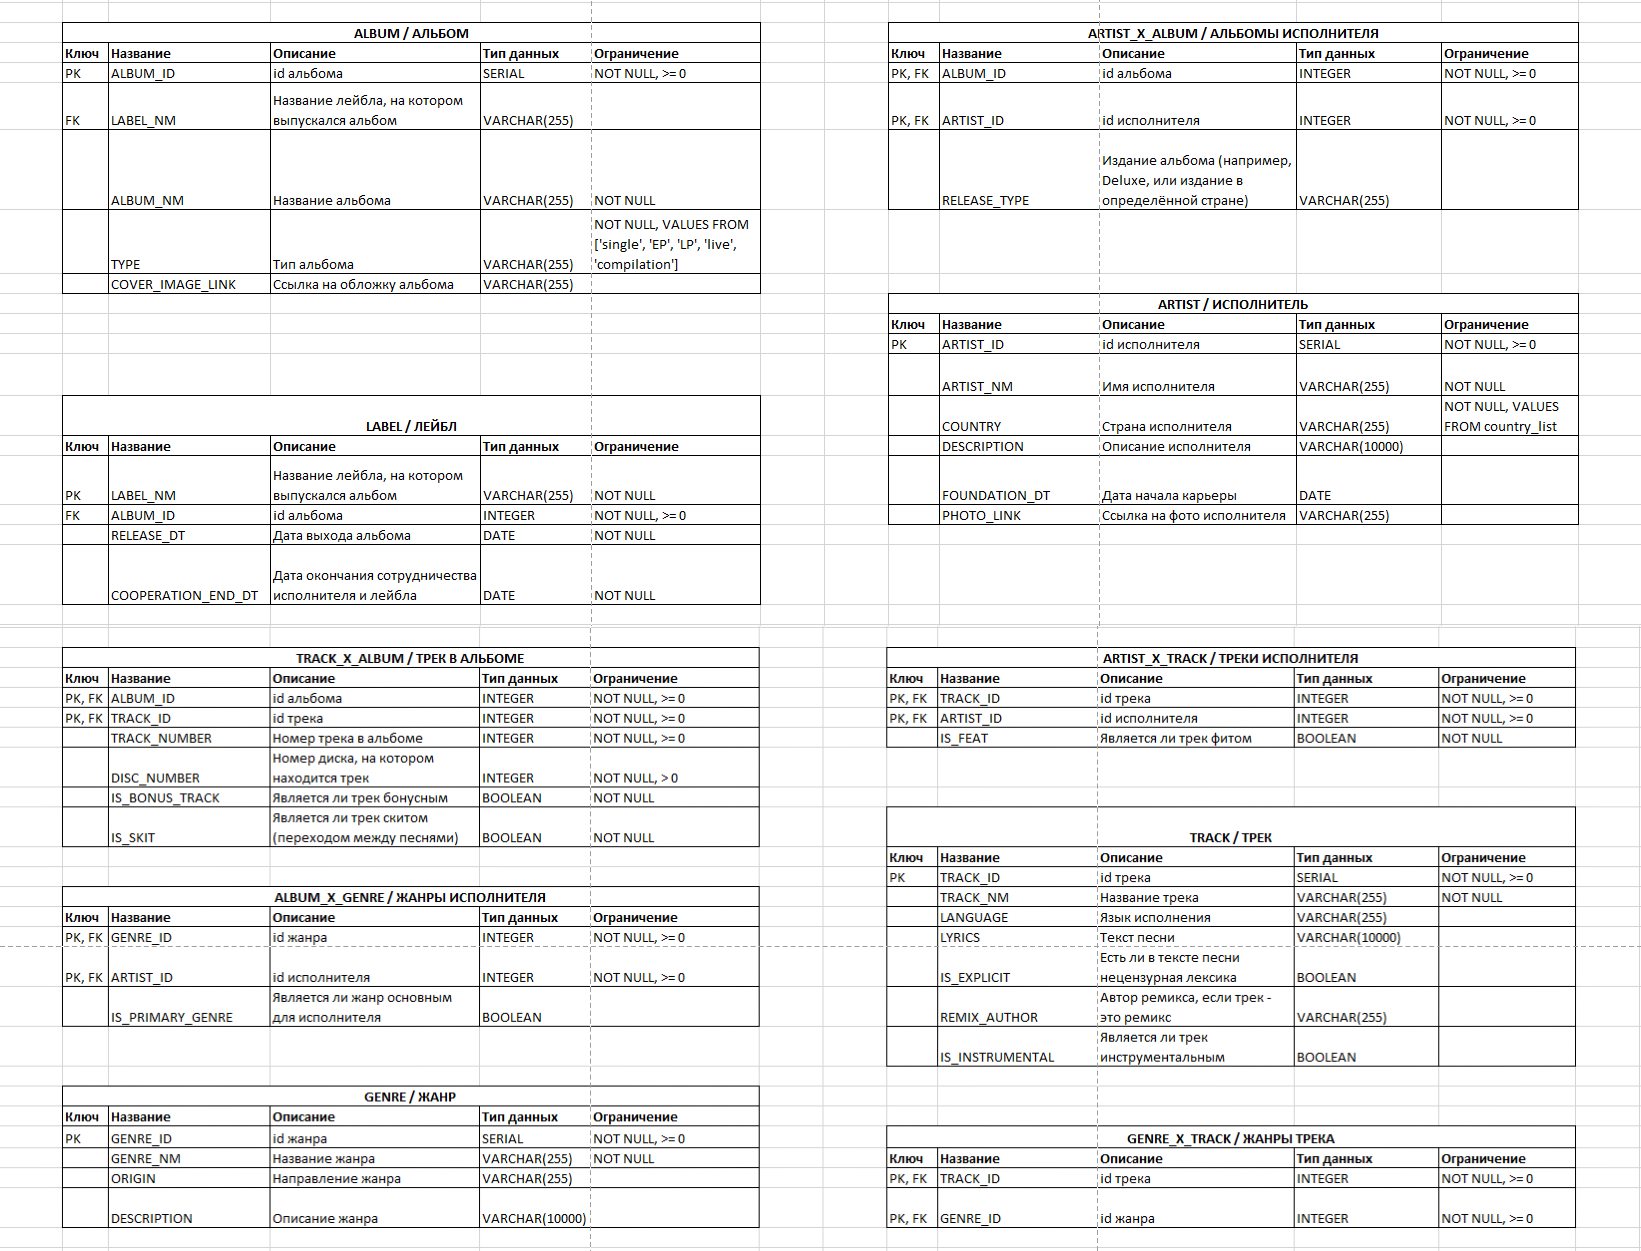 ALBUM / АЛЬБОМ
Ключ Название Описание Тип данных Ограничение
PK ALBUM_ID id альбома SERIAL NOT NULL, >= 0
Название лейбла, на котором
FK LABEL_NM выпускался альбом VARCHAR(255)
ALBUM_NM Название альбома VARCHAR(255) NOT NULL
NOT NULL, VALUES FROM
['single', 'EP', 'LP', 'live',
TYPE Тип альбома VARCHAR(255) 'compilation']
COVER_IMAGE_LINK Ссылка на обложку альбома VARCHAR(255)
ARTIST_X_ALBUM / АЛЬБОМЫ ИСПОЛНИТЕЛЯ
Ключ Название Описание Тип данных Ограничение
PK, FK ALBUM_ID id альбома INTEGER NOT NULL, >= 0
PK, FK ARTIST_ID id исполнителя INTEGER NOT NULL, >= 0
Издание альбома (например,
Deluxe, или издание в
RELEASE_TYPE определённой стране) VARCHAR(255)
ARTIST / ИСПОЛНИТЕЛЬ
Ключ Название Описание Тип данных Ограничение
PK ARTIST_ID id исполнителя SERIAL NOT NULL, >= 0
ARTIST_NM Имя исполнителя VARCHAR(255) NOT NULL
NOT NULL, VALUES
COUNTRY Страна исполнителя VARCHAR(255) FROM country_list
DESCRIPTION Описание исполнителя VARCHAR(10000)
FOUNDATION_DT Дата начала карьеры DATE
PHOTO_LINK Ссылка на фото исполнителя VARCHAR(255)
LABEL / ЛЕЙБЛ
Ключ Название Описание Тип данных Ограничение
Название лейбла, на котором
PK LABEL_NM выпускался альбом VARCHAR(255) NOT NULL
FK ALBUM_ID id альбома INTEGER NOT NULL, >= 0
RELEASE_DT Дата выхода альбома DATE NOT NULL
Дата окончания сотрудничества
COOPERATION_END_DT исполнителя и лейбла DATE NOT NULL
TRACK_X_ALBUM / ТРЕК В АЛЬБОМЕ
Ключ Название Описание Тип данных Ограничение
PK, FK ALBUM_ID id альбома INTEGER NOT NULL, >= 0
PK, FK TRACK_ID id трека INTEGER NOT NULL, >= 0
TRACK_NUMBER Номер трека в альбоме INTEGER NOT NULL, >= 0
Номер диска, на котором
DISC_NUMBER находится трек INTEGER NOT NULL, > 0
IS_BONUS_TRACK Является ли трек бонусным BOOLEAN NOT NULL
Является ли трек скитом
IS_SKIT (переходом между песнями) BOOLEAN NOT NULL
ARTIST_X_TRACK / ТРЕКИ ИСПОЛНИТЕЛЯ
Ключ Название Описание Тип данных Ограничение
PK, FK TRACK_ID id трека INTEGER NOT NULL, >= 0
PK, FK ARTIST_ID id исполнителя INTEGER NOT NULL, >= 0
IS_FEAT Является ли трек фитом BOOLEAN NOT NULL
TRACK / ТРЕК
Ключ Название Описание Тип данных Ограничение
PK TRACK_ID id трека SERIAL NOT NULL, >= 0
TRACK_NM Название трека VARCHAR(255) NOT NULL
LANGUAGE Язык исполнения VARCHAR(255)
LYRICS Текст песни VARCHAR(10000)
Есть ли в тексте песни
IS_EXPLICIT нецензурная лексика BOOLEAN
Автор ремикса, если трек -
REMIX_AUTHOR это ремикс VARCHAR(255)
Является ли трек
IS_INSTRUMENTAL инструментальным BOOLEAN
ALBUM_X_GENRE / ЖАНРЫ ИСПОЛНИТЕЛЯ
Ключ Название Описание Тип данных Ограничение
PK, FK GENRE_ID id жанра INTEGER NOT NULL, >= 0
PK, FK ARTIST_ID id исполнителя INTEGER NOT NULL, >= 0
Является ли жанр основным
IS_PRIMARY_GENRE для исполнителя BOOLEAN
GENRE / ЖАНР
Ключ Название Описание Тип данных Ограничение
PK GENRE_ID id жанра SERIAL NOT NULL, >= 0
GENRE_NM Название жанра VARCHAR(255) NOT NULL
ORIGIN Направление жанра VARCHAR(255)
DESCRIPTION Описание жанра VARCHAR(10000)
GENRE_X_TRACK / ЖАНРЫ ТРЕКА
Ключ Название Описание Тип данных Ограничение
PK, FK TRACK_ID id трека INTEGER NOT NULL, >= 0
PK, FK GENRE_ID id жанра INTEGER NOT NULL, >= 0